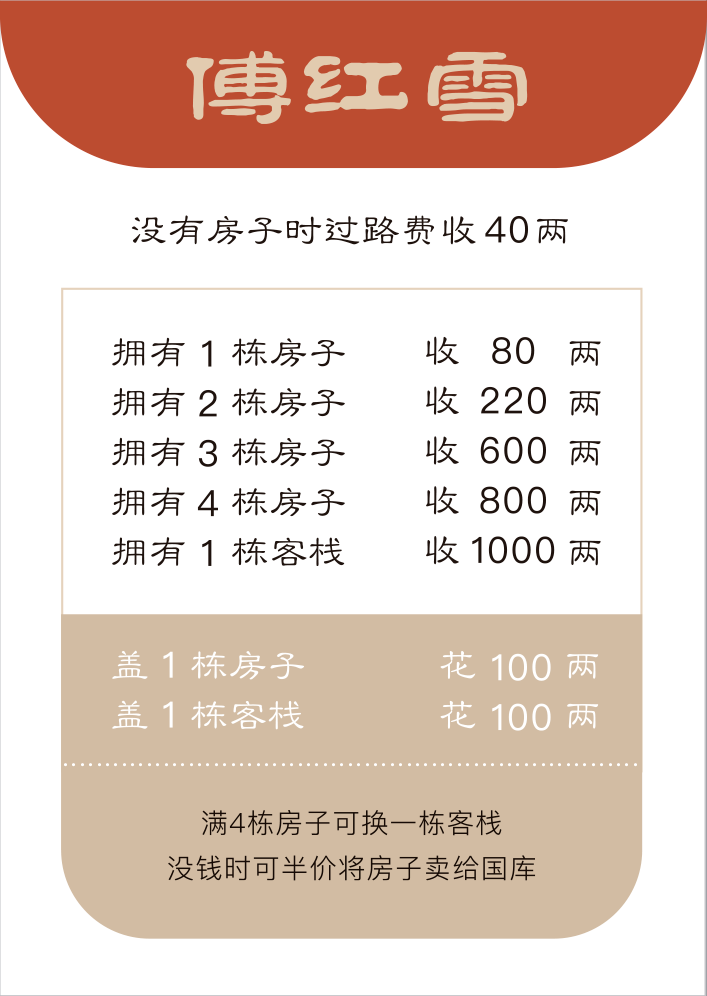 傅红雪
没有房子时过路费收40两
拥有 1 栋房子 收 80 两
拥有 2 栋房子 收 220 两
拥有 3 栋房子 收 600 两
拥有 4 栋房子 收 800 两
拥有 1 栋客栈 收 1000 两
盖 1 栋房子 花 100 两
盖 1 栋客栈 花 100 两
满4栋房子可换一栋客栈
没钱时可半价将房子卖给国库